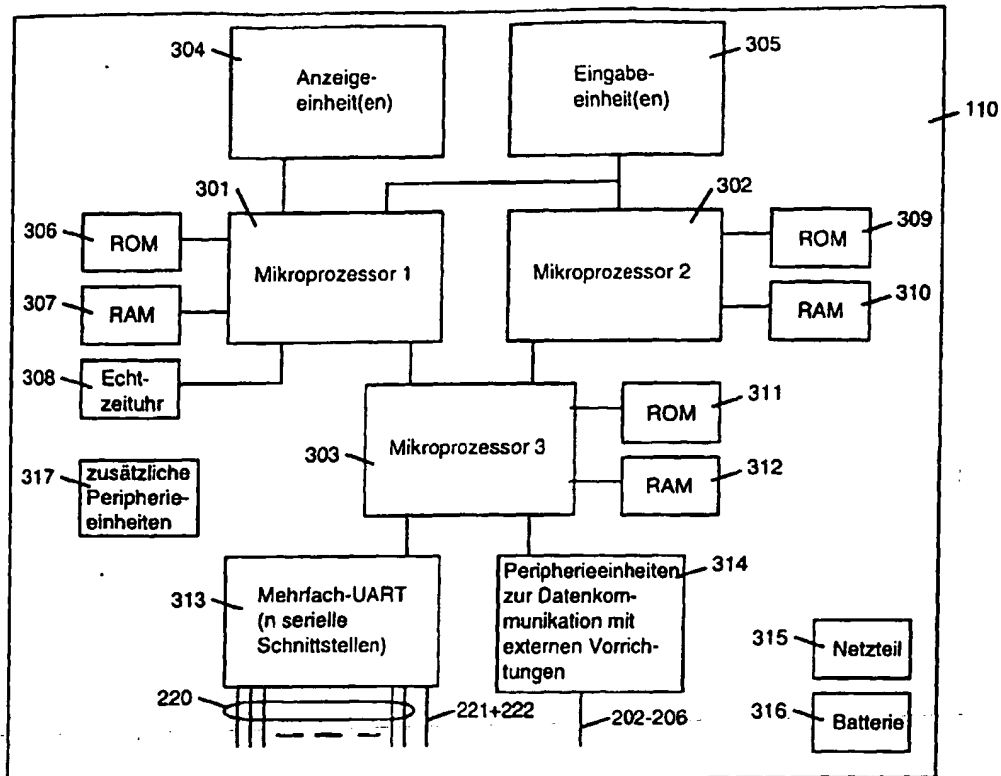 304
Anzeige-
einheit(en)
Eingabe-
einheit(en)
305
110
301
302
306
ROM
Mikroprozessor 1
Mikroprozessor 2
ROM
309
307
RAM
RAM
310
308
Echt-
zeituhr
303
Mikroprozessor 3
ROM
311
RAM
312
317
zusätzliche
Peripherie-
einheiten
313
Mehrfach-UART
(n serielle
Schnittstellen)
Peripherieeinheiten
zur Datenkom-
munikation mit
externen Vorrich-
tungen
314
315
Netzteil
316
Batterie
220
221+222
202-206